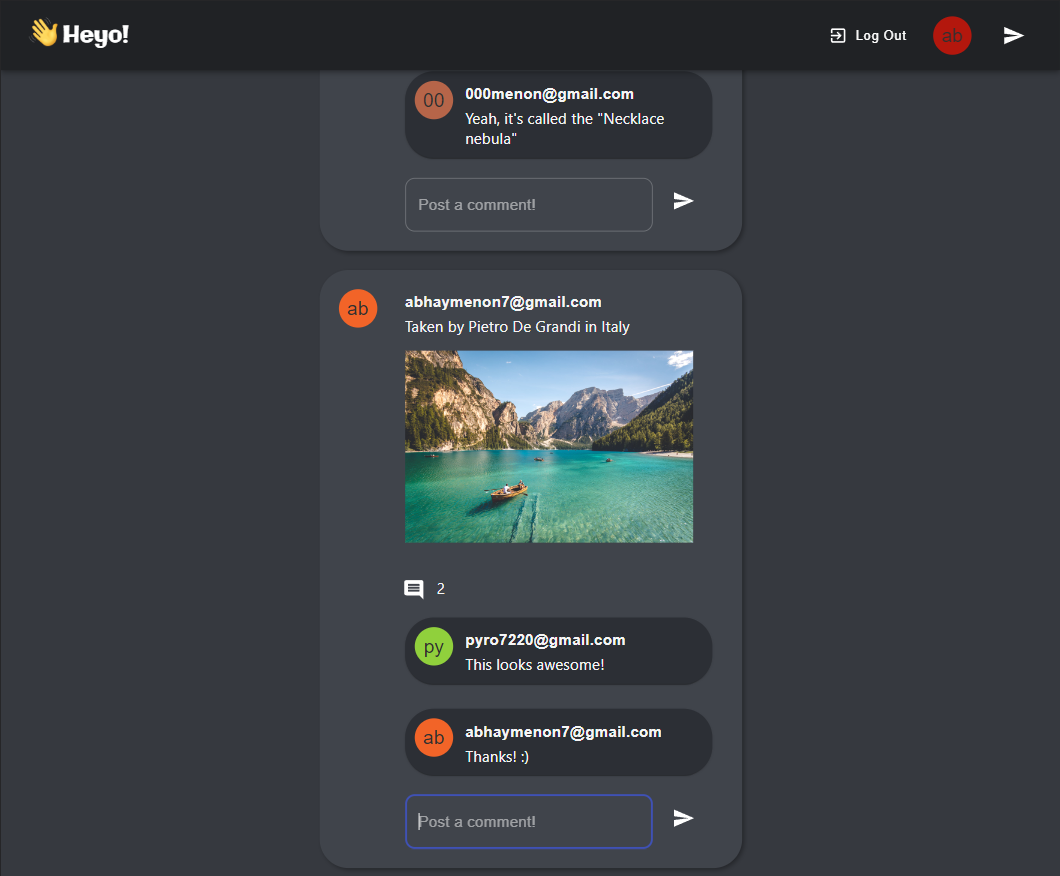 Heyo!
Log Out
ab
00
000menon@gmail.com
Yeah, it's called the "Necklace
nebula"
Post a comment!
ab
abhaymenon7@gmail.com
Taken by Pietro De Grandi in Italy
2
py
pyro7220@gmail.com
This looks awesome!
ab
abhaymenon7@gmail.com
Thanks! :)
Post a comment!